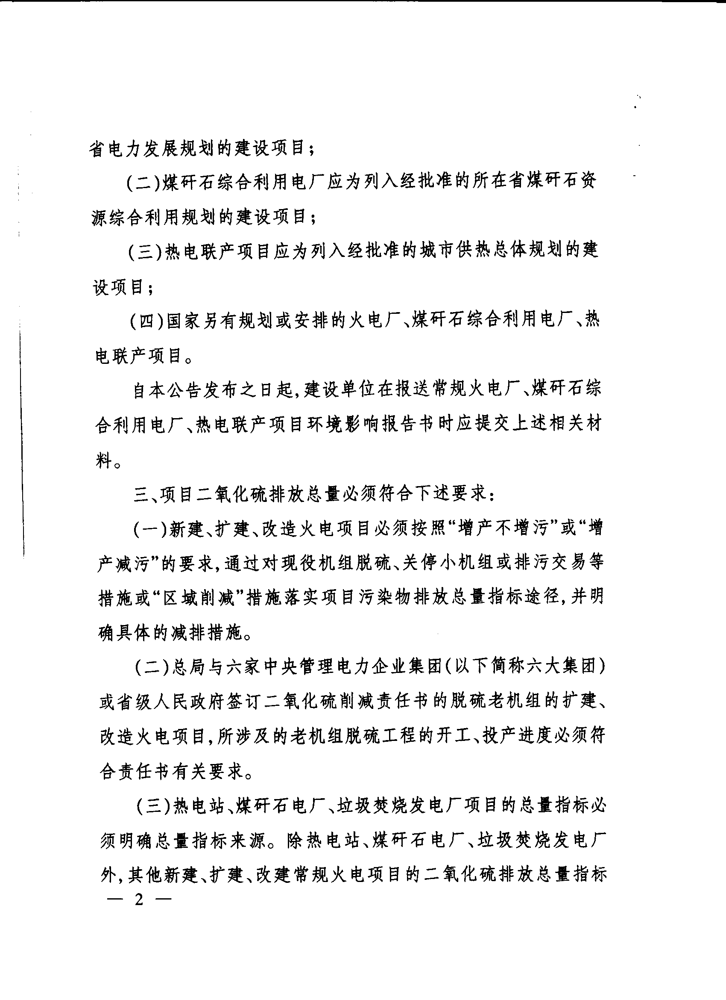 省电力发展规划的建设项目；
(二)煤矸石综合利用电厂应为列入经批准的所在省煤矸石资
源综合利用规划的建设项目；
(三)热电联产项目应为列入经批准的城市供热总体规划的建
设项目；
(四)国家另有规划或安排的火电厂、煤矸石综合利用电厂、热
电联产项目。
自本公告发布之日起,建设单位在报送常规火电厂、煤矸石综
合利用电厂、热电联产项目环境影响报告书时应提交上述相关材
料。
三、项目二氧化硫排放总量必须符合下述要求：
(一)新建、扩建、改造火电项目必须按照“增产不增污”或“增
产减污”的要求,通过对现役机组脱硫、关停小机组或排污交易等
措施或“区域削减”措施落实项目污染物排放总量指标途径,并明
确具体的减排措施。
(二)总局与六家中央管理电力企业集团(以下简称六大集团)
或省级人民政府签订二氧化硫削减责任书的脱硫老机组的扩建、
改造火电项目,所涉及的老机组脱硫工程的开工、投产进度必须符
合责任书有关要求。
(三)热电站、煤矸石电厂、垃圾焚烧发电厂项目的总量指标必
须明确总量指标来源。除热电站、煤矸石电厂、垃圾焚烧发电厂
外,其他新建、扩建、改建常规火电项目的二氧化硫排放总量指标
— 2 —